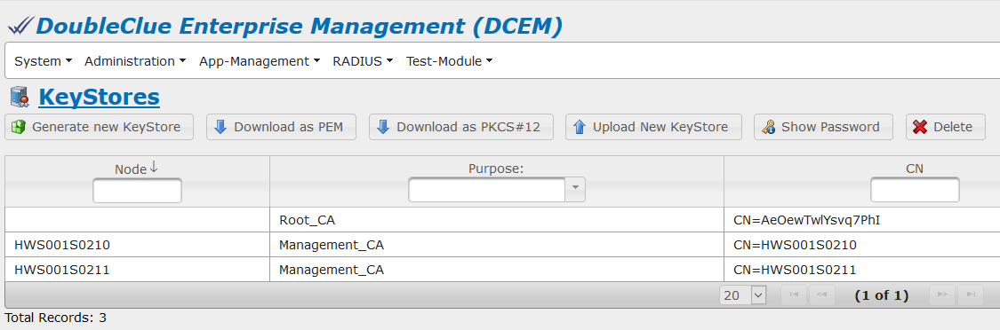 DoubleClue Enterprise Management (DCEM)
System Administration App-Management RADIUS Test-Module
KeyStores
Generate new KeyStore Download as PEM Download as PKCS#12 Upload New KeyStore Show Password Delete
Node Purpose: CN
Root_CA CN=AeOewTwlYsvq7PhI
HWS001S0210 Management_CA CN=HWS001S0210
HWS001S0211 Management_CA CN=HWS001S0211
20 (1 of 1)
Total Records: 3